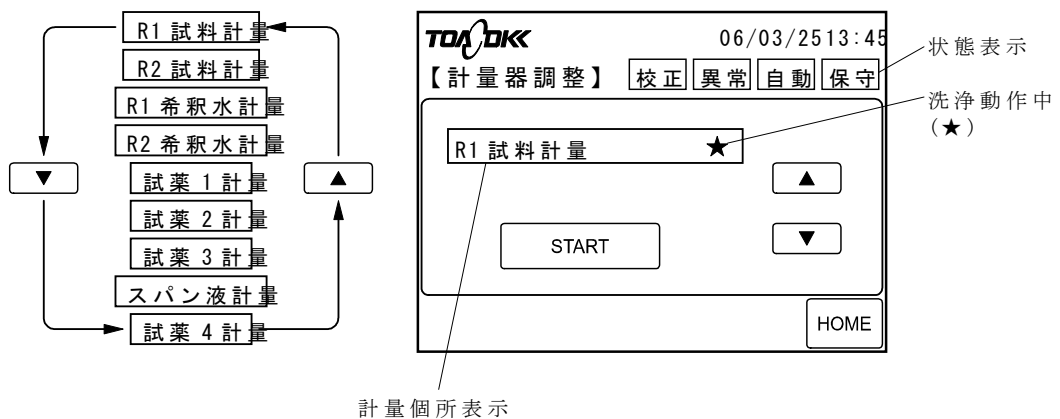 R1 試料計量
R2 試料計量
R1 希釈水計量
R2 希釈水計量
試薬 1 計量
試薬 2 計量
試薬 3 計量
スパン液計量
試薬 4 計量
▼
▲
TOADKK 06/03/25 13:45
【計量器調整】 校正 異常 自動 保守
R1 試料計量 ★
▲
START
▼
HOME
状態表示
洗浄動作中
(★)
計量個所表示